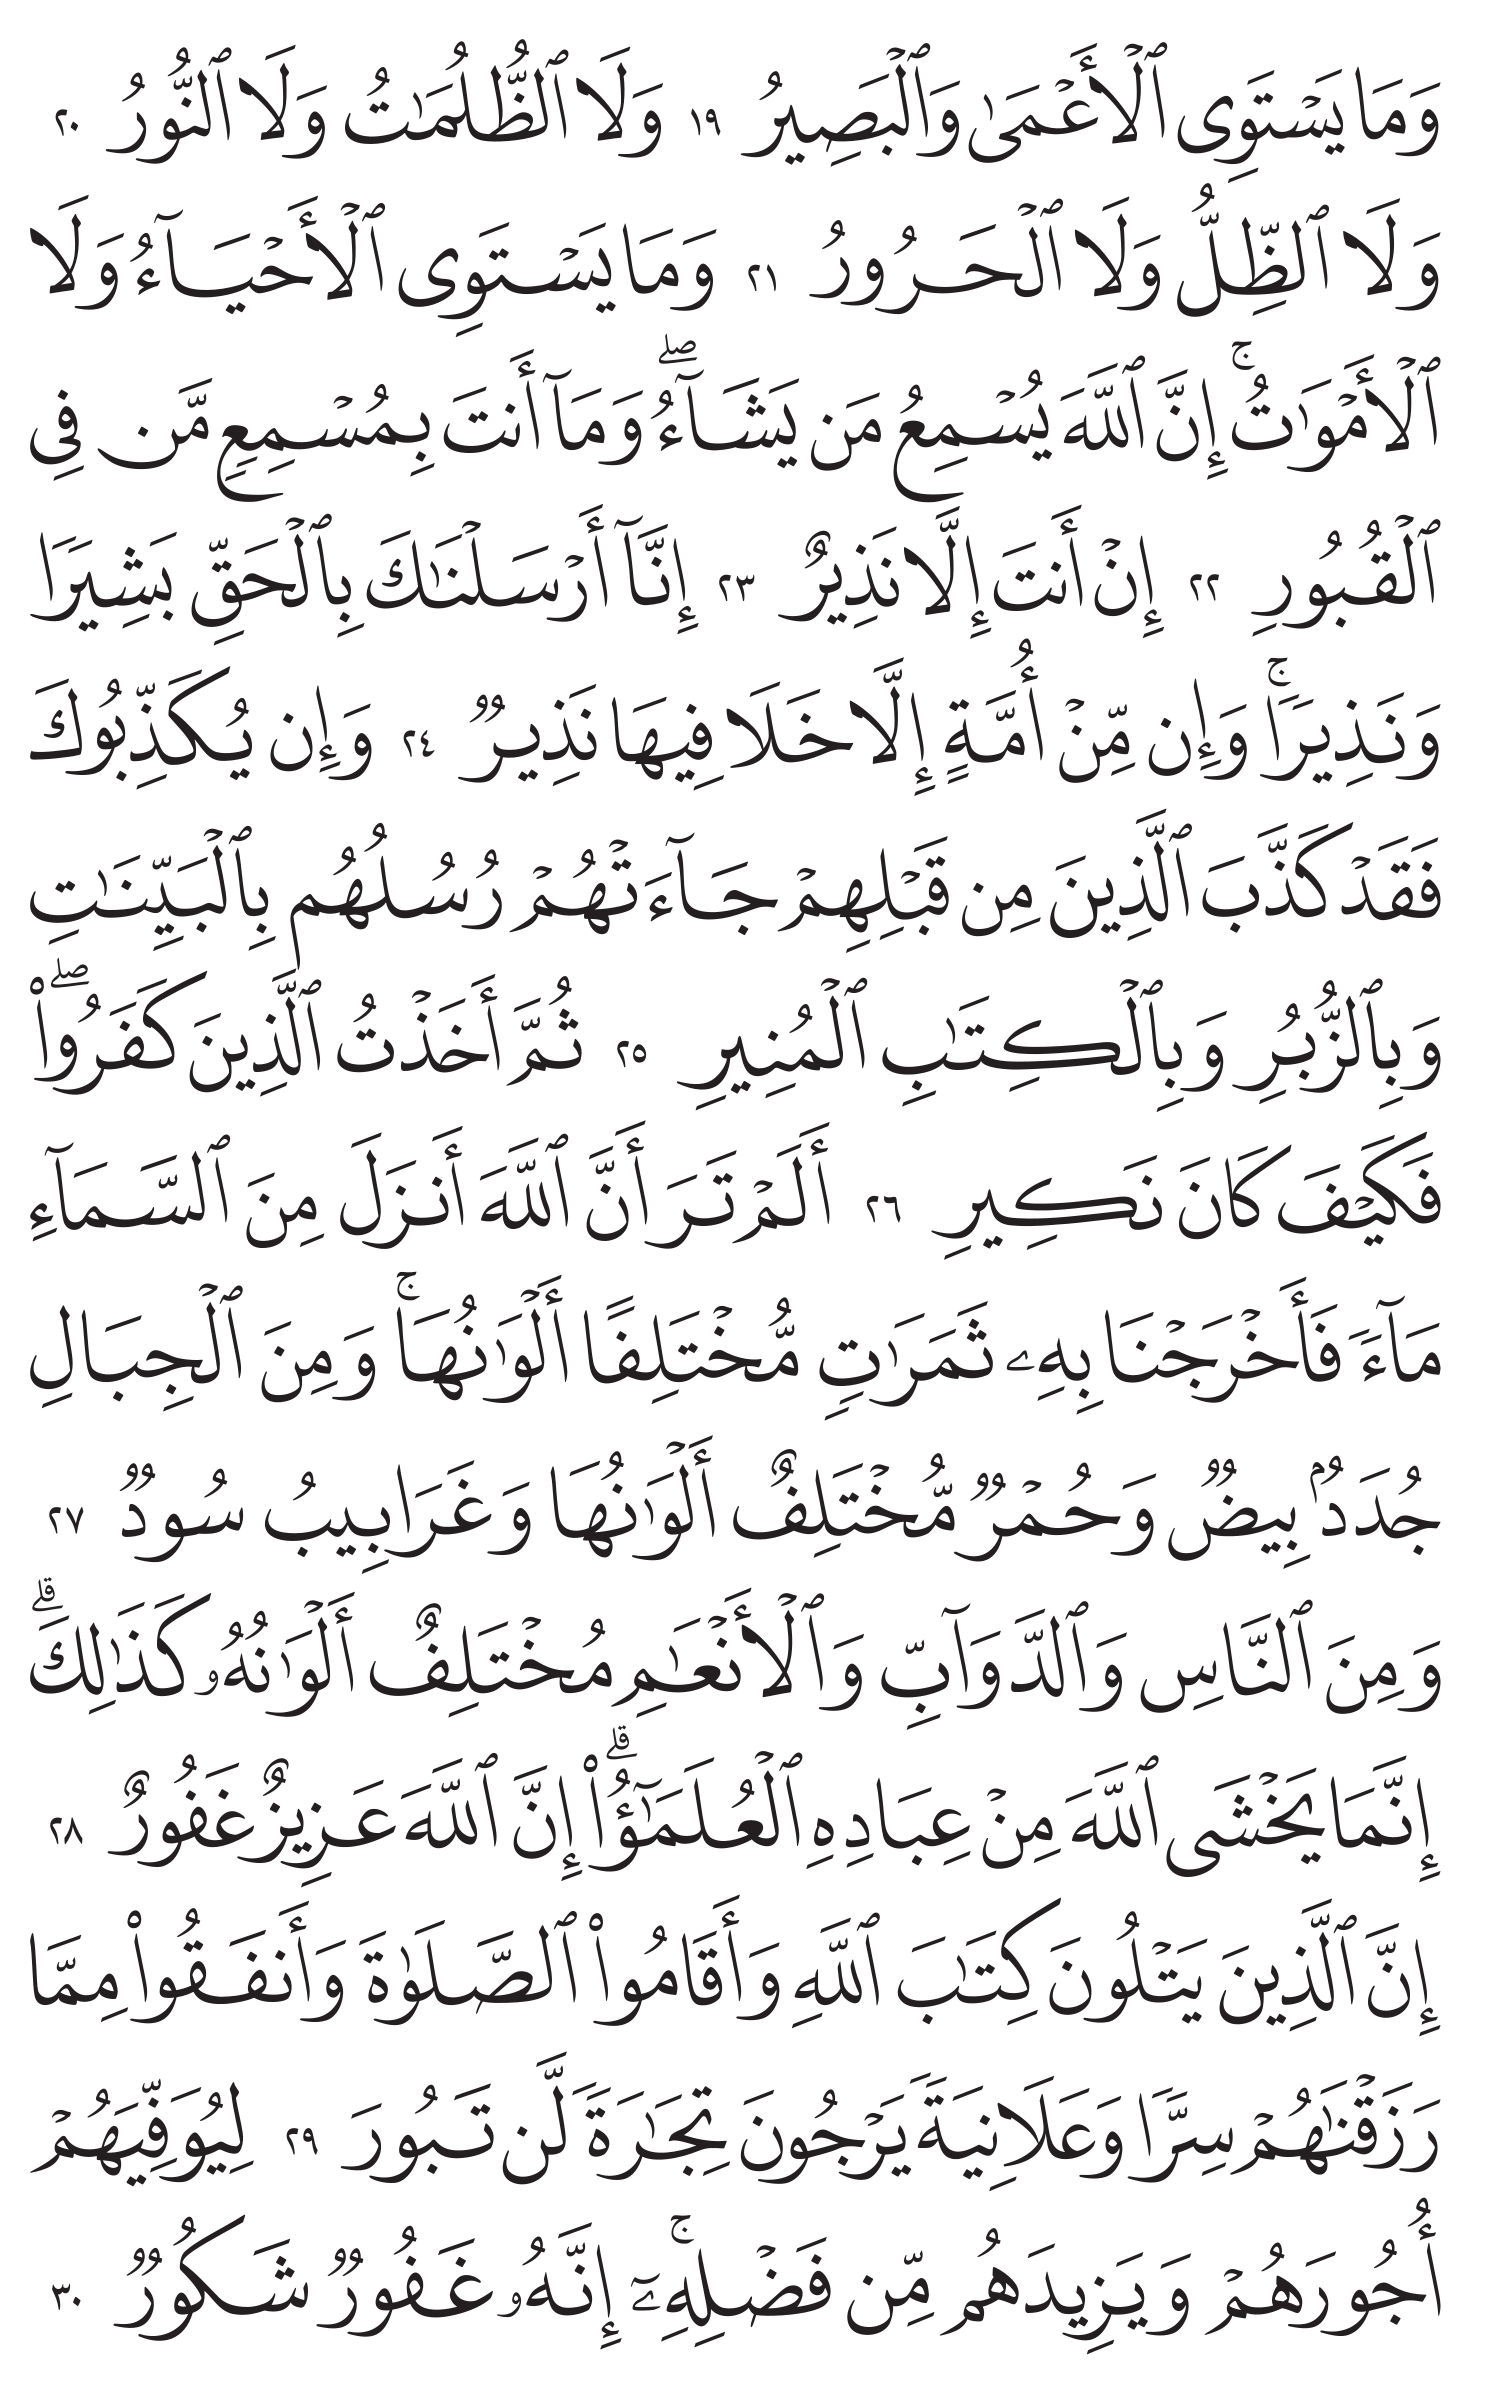 وَمَا يَسۡتَوِي ٱلۡأَعۡمَىٰ وَٱلۡبَصِيرُ ١٩ وَلَا ٱلظُّلُمَٰتُ وَلَا ٱلنُّورُ ٢٠
وَلَا ٱلظِّلُّ وَلَا ٱلۡحَرُورُ ٢١ وَمَا يَسۡتَوِي ٱلۡأَحۡيَآءُ وَلَا
ٱلۡأَمۡوَٰتُۚ إِنَّ ٱللَّهَ يُسۡمِعُ مَن يَشَآءُۖ وَمَآ أَنتَ بِمُسۡمِعٖ مَّن فِي
ٱلۡقُبُورِ ٢٢ إِنۡ أَنتَ إِلَّا نَذِيرٌ ٢٣ إِنَّآ أَرۡسَلۡنَٰكَ بِٱلۡحَقِّ بَشِيرٗا
وَنَذِيرٗاۚ وَإِن مِّنۡ أُمَّةٍ إِلَّا خَلَا فِيهَا نَذِيرٞ ٢٤ وَإِن يُكَذِّبُوكَ
فَقَدۡ كَذَّبَ ٱلَّذِينَ مِن قَبۡلِهِمۡ جَآءَتۡهُمۡ رُسُلُهُم بِٱلۡبَيِّنَٰتِ
وَبِٱلزُّبُرِ وَبِٱلۡكِتَٰبِ ٱلۡمُنِيرِ ٢٥ ثُمَّ أَخَذۡتُ ٱلَّذِينَ كَفَرُواْۖ
فَكَيۡفَ كَانَ نَكِيرِ ٢٦ أَلَمۡ تَرَ أَنَّ ٱللَّهَ أَنزَلَ مِنَ ٱلسَّمَآءِ
مَآءٗ فَأَخۡرَجۡنَا بِهِۦ ثَمَرَٰتٖ مُّخۡتَلِفًا أَلۡوَٰنُهَاۚ وَمِنَ ٱلۡجِبَالِ
جُدَدُۢ بِيضٞ وَحُمۡرٞ مُّخۡتَلِفٌ أَلۡوَٰنُهَا وَغَرَابِيبُ سُودٞ ٢٧
وَمِنَ ٱلنَّاسِ وَٱلدَّوَآبِّ وَٱلۡأَنۡعَٰمِ مُخۡتَلِفٌ أَلۡوَٰنُهُۥ كَذَٰلِكَۗ
إِنَّمَا يَخۡشَى ٱللَّهَ مِنۡ عِبَادِهِ ٱلۡعُلَمَٰٓؤُاْۗ إِنَّ ٱللَّهَ عَزِيزٌ غَفُورٌ ٢٨
إِنَّ ٱلَّذِينَ يَتۡلُونَ كِتَٰبَ ٱللَّهِ وَأَقَامُواْ ٱلصَّلَوٰةَ وَأَنفَقُواْ مِمَّا
رَزَقۡنَٰهُمۡ سِرّٗا وَعَلَانِيَةٗ يَرۡجُونَ تِجَٰرَةٗ لَّن تَبُورَ ٢٩ لِيُوَفِّيَهُمۡ
أُجُورَهُمۡ وَيَزِيدَهُم مِّن فَضۡلِهِۦٓۚ إِنَّهُۥ غَفُورٞ شَكُورٞ ٣٠